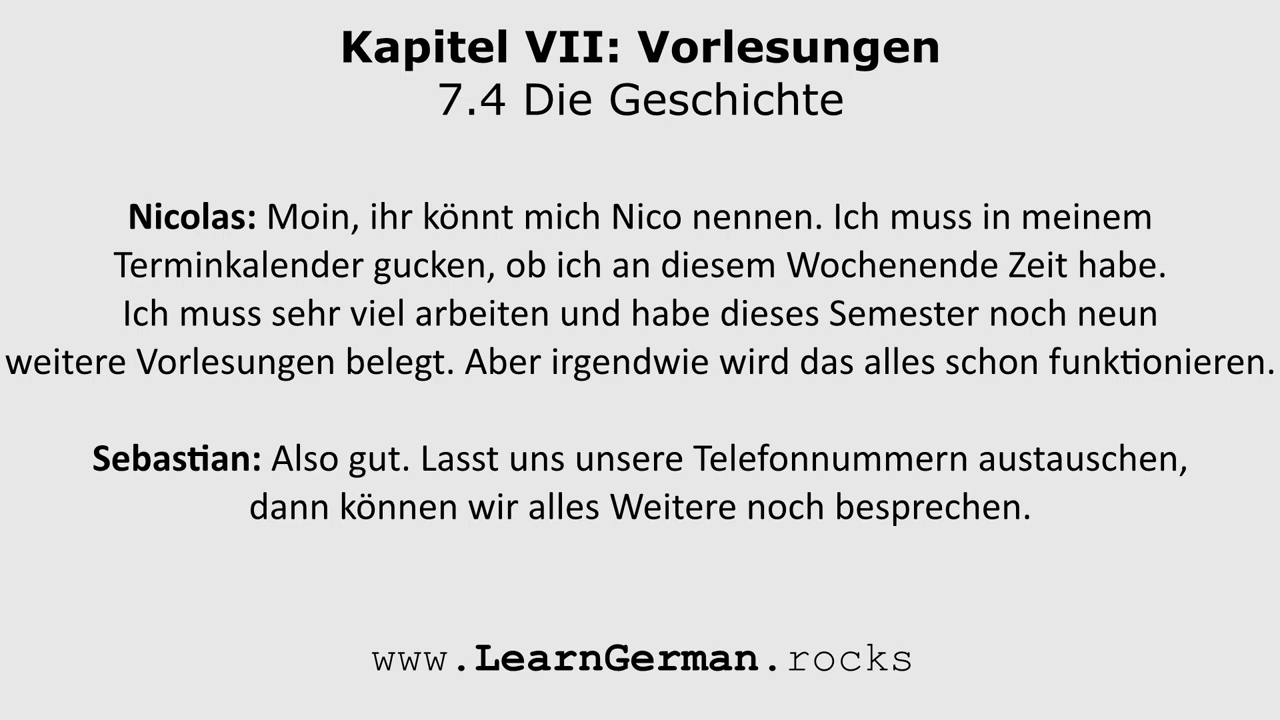 Kapitel VII: Vorlesungen
7.4 Die Geschichte
Nicolas: Moin, ihr könnt mich Nico nennen. Ich muss in meinem
Terminkalender gucken, ob ich an diesem Wochenende Zeit habe.
Ich muss sehr viel arbeiten und habe dieses Semester noch neun
weitere Vorlesungen belegt. Aber irgendwie wird das alles schon funktionieren.
Sebastian: Also gut. Lasst uns unsere Telefonnummern austauschen,
dann können wir alles Weitere noch besprechen.
www.LearnGerman.rocks